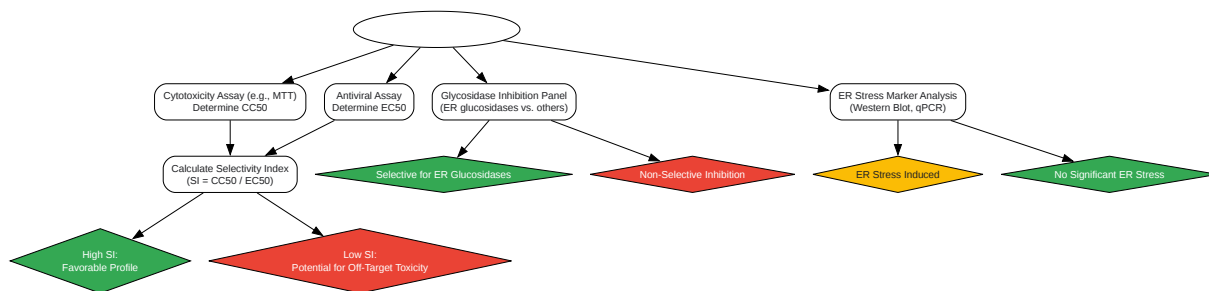 Cytotoxicity Assay (e.g., MTT)
Determine CC50
Antiviral Assay
Determine EC50
Glycosidase Inhibition Panel
(ER glucosidases vs. others)
ER Stress Marker Analysis
(Western Blot, qPCR)
Calculate Selectivity Index
(SI = CC50 / EC50)
Selective for ER Glucosidases
Non-Selective Inhibition
ER Stress Induced
No Significant ER Stress
High SI:
Favorable Profile
Low SI:
Potential for Off-Target Toxicity